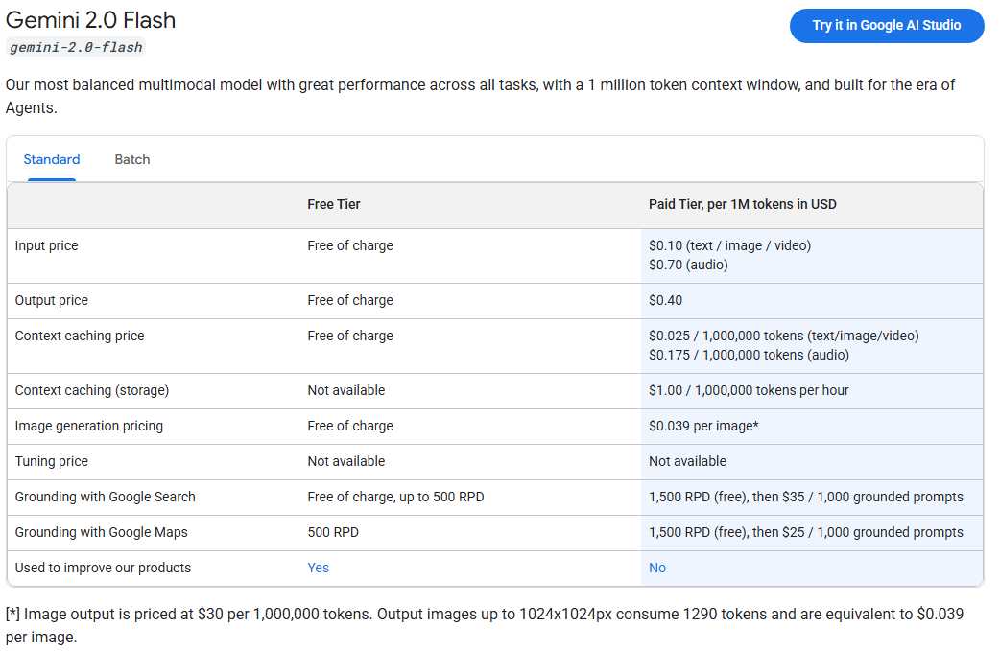 Gemini 2.0 Flash
Try it in Google AI Studio
gemini-2.0-flash
Our most balanced multimodal model with great performance across all tasks, with a 1 million token context window, and built for the era of
Agents.
Standard Batch
Free Tier Paid Tier, per 1M tokens in USD
Input price Free of charge $0.10 (text / image / video)
$0.70 (audio)
Output price Free of charge $0.40
Context caching price Free of charge $0.025 / 1,000,000 tokens (text/image/video)
$0.175 / 1,000,000 tokens (audio)
Context caching (storage) Not available $1.00 / 1,000,000 tokens per hour
Image generation pricing Free of charge $0.039 per image*
Tuning price Not available Not available
Grounding with Google Search Free of charge, up to 500 RPD 1,500 RPD (free), then $35 / 1,000 grounded prompts
Grounding with Google Maps 500 RPD 1,500 RPD (free), then $25 / 1,000 grounded prompts
Used to improve our products Yes No
[*] Image output is priced at $30 per 1,000,000 tokens. Output images up to 1024x1024px consume 1290 tokens and are equivalent to $0.039
per image.